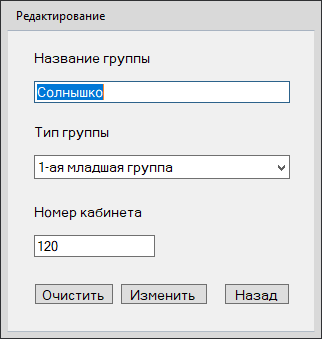 Редактирование
Название группы
Солнышко
Тип группы
1-ая младшая группа
Номер кабинета
120
Очистить Изменить Назад